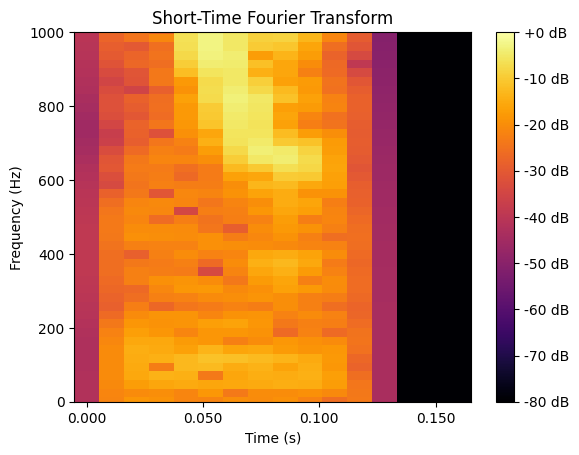 Short-Time Fourier Transform
Frequency (Hz)
1000
800
600
400
200
0
0.000
0.050
0.100
0.150
Time (s)
+0 dB
-10 dB
-20 dB
-30 dB
-40 dB
-50 dB
-60 dB
-70 dB
-80 dB